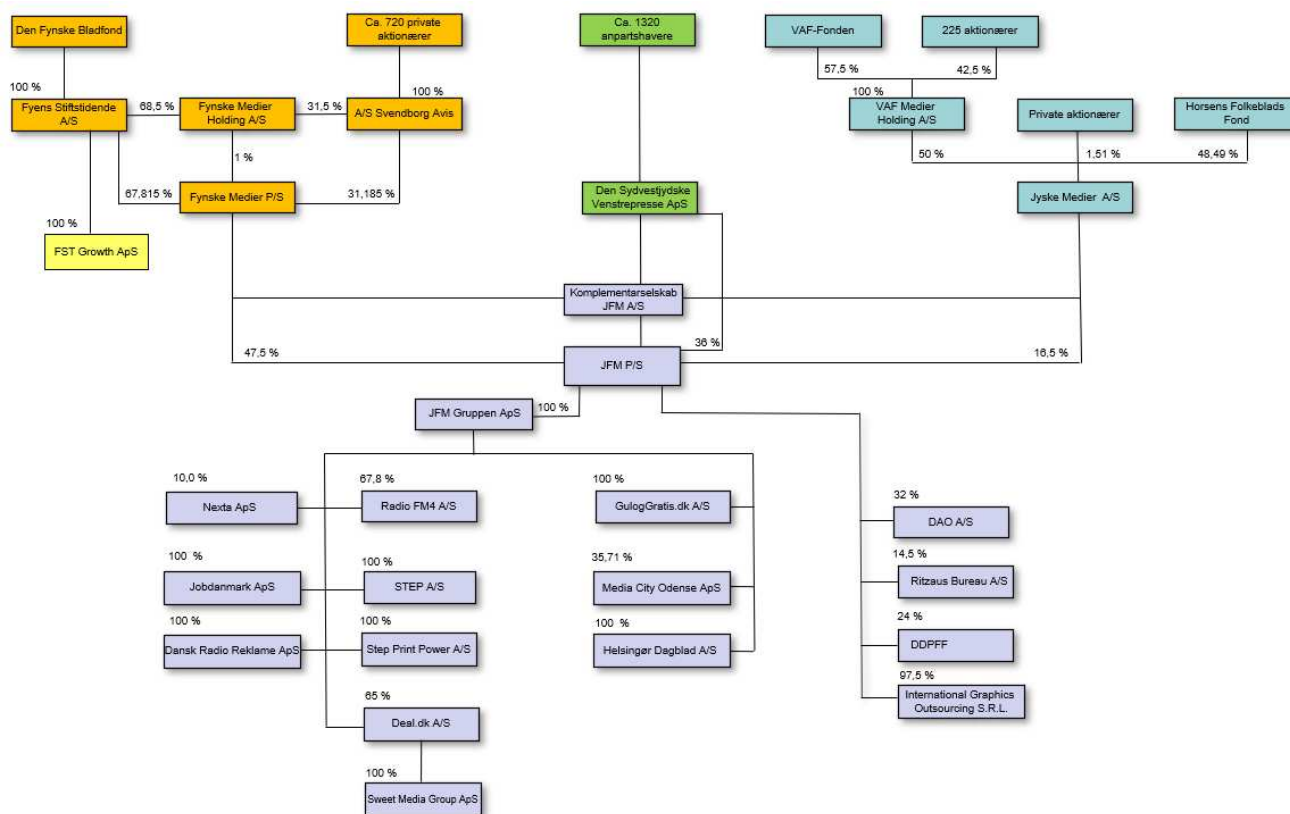 Den Fynske Bladfond
Ca. 720 private
aktionærer
Ca. 1320
anpartshavere
VAF-Fonden
225 aktionærer
57,5 %
42,5 %
100 %
100 %
100 %
Fyens Stiftstidende
A/S
68,5 %
Fynske Medier
Holding A/S
31,5 %
A/S Svendborg Avis
VAF Medier
Holding A/S
Private aktionærer
Horsens Folkeblads
Fond
1 %
50 %
1,51 %
48,49 %
67,815 %
Fynske Medier P/S
31,185 %
Den Sydvestjydske
Venstrepresse ApS
Jyske Medier A/S
100 %
FST Growth ApS
Komplementarselskab
JFM A/S
47,5 %
36 %
16,5 %
JFM P/S
JFM Gruppen ApS
100 %
10,0 %
Nexta ApS
67,8 %
Radio FM4 A/S
100 %
GulogGratis.dk A/S
32 %
DAO A/S
100 %
Jobdanmark ApS
100 %
STEP A/S
35,71 %
Media City Odense ApS
14,5 %
Ritzaus Bureau A/S
100 %
Dansk Radio Reklame ApS
100 %
Step Print Power A/S
100 %
Helsingør Dagblad A/S
24 %
DDPFF
97,5 %
International Graphics
Outsourcing S.R.L.
65 %
Deal.dk A/S
100 %
Sweet Media Group ApS